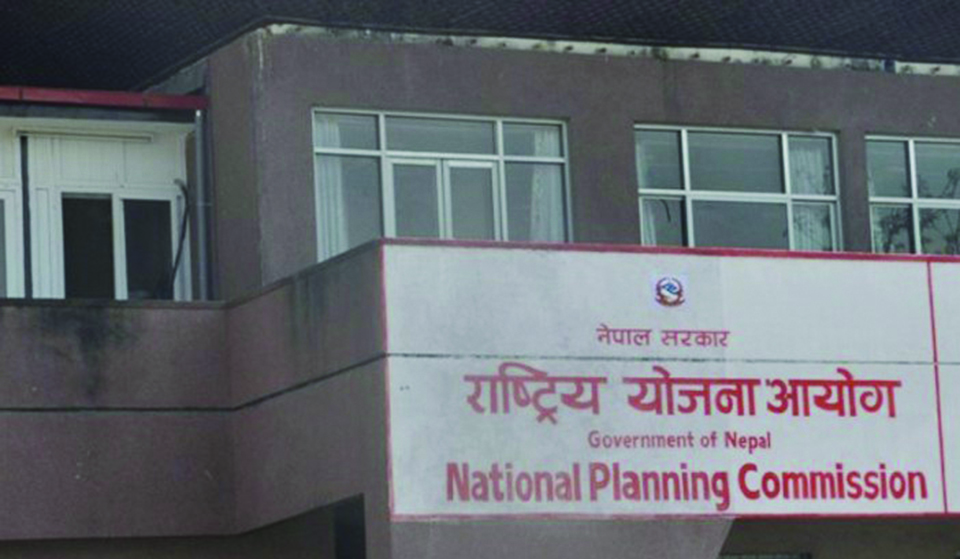 नेपाल सरकार
राष्ट्रिय योजना आयोग
Government of Nepal
National Planning Commission